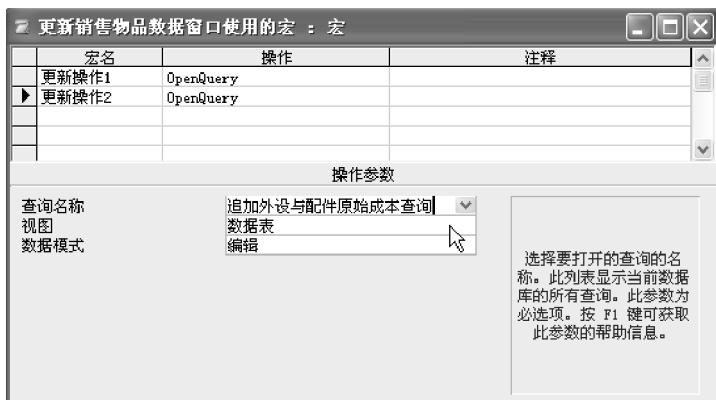 更新销售物品数据窗口使用的宏 : 宏
宏名 操作 注释
更新操作1 OpenQuery
更新操作2 OpenQuery
操作参数
查询名称 追加外设与配件原始成本查询
视图 数据表
数据模式 编辑
选择要打开的查询的名
称。此列表显示当前数据
库的所有查询。此参数为
必选项。按 F1 键可获取
此参数的帮助信息。